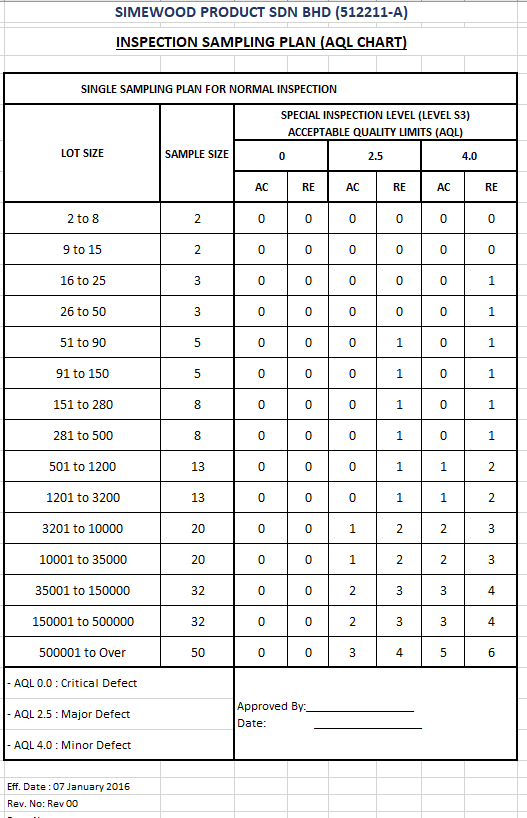 SIMEWOOD PRODUCT SDN BHD (512211-A)
INSPECTION SAMPLING PLAN (AQL CHART)
SINGLE SAMPLING PLAN FOR NORMAL INSPECTION
LOT SIZE SAMPLE SIZE SPECIAL INSPECTION LEVEL (LEVEL S3)
ACCEPTABLE QUALITY LIMITS (AQL)
0 2.5 4.0
AC RE AC RE AC RE
2 to 8 2 0 0 0 0 0 0
9 to 15 2 0 0 0 0 0 0
16 to 25 3 0 0 0 0 0 1
26 to 50 3 0 0 0 0 0 1
51 to 90 5 0 0 0 1 0 1
91 to 150 5 0 0 0 1 0 1
151 to 280 8 0 0 0 1 0 1
281 to 500 8 0 0 0 1 0 1
501 to 1200 13 0 0 0 1 1 2
1201 to 3200 13 0 0 0 1 1 2
3201 to 10000 20 0 0 1 2 2 3
10001 to 35000 20 0 0 1 2 2 3
35001 to 150000 32 0 0 2 3 3 4
150001 to 500000 32 0 0 2 3 3 4
500001 to Over 50 0 0 3 4 5 6
- AQL 0.0 : Critical Defect
- AQL 2.5 : Major Defect
- AQL 4.0 : Minor Defect
Approved By:
Date:
Eff. Date : 07 January 2016
Rev. No: Rev 00